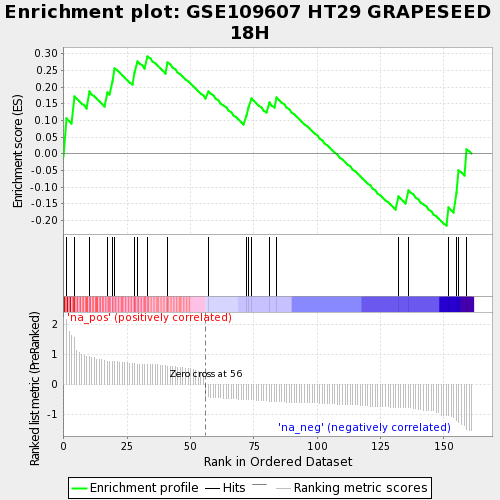 Enrichment plot: GSE109607 HT29 GRAPESEED
18H
Enrichment score (ES)
0.30
0.25
0.20
0.15
0.10
0.05
0.00
-0.05
-0.10
-0.15
-0.20
'na_pos' (positively correlated)
Ranked list metric (PreRanked)
2
1
0
-1
Zero cross at 56
'na_neg' (negatively correlated)
0
25
50
75
100
125
150
Rank in Ordered Dataset
Enrichment profile
Hits
Ranking metric scores